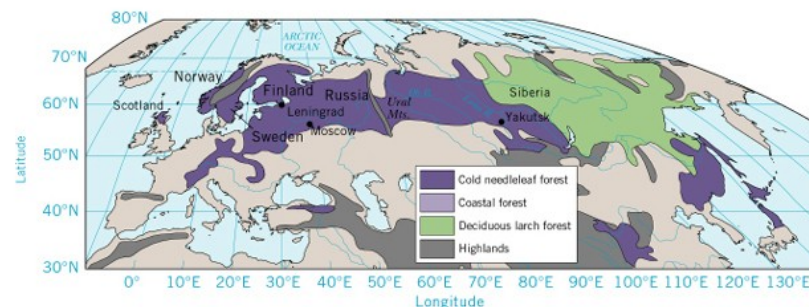 80°N
ARCTIC
OCEAN
70°N
Norway
Finland
Russia
Siberia
Scotland
60°N
Leningrad
Ural
Mts.
Yakutsk
Moscow
Sweden
50°N
Latitude
Cold needleleaf forest
Coastal forest
Deciduous larch forest
Highlands
40°N
30°N
0° 10°E 20°E 30°E 40°E 50°E 60°E 70°E 80°E 90°E 100°E 110°E 120°E 130°E
Longitude